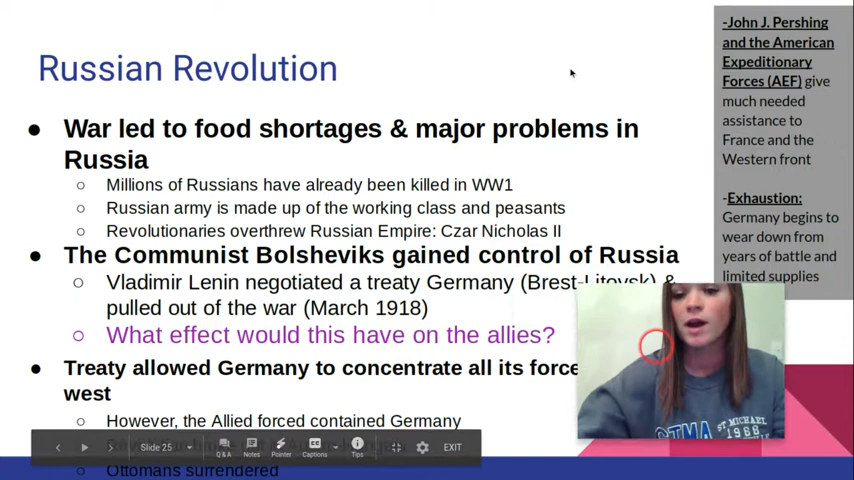 Russian Revolution
● War led to food shortages & major problems in
Russia
○ Millions of Russians have already been killed in WW1
○ Russian army is made up of the working class and peasants
○ Revolutionaries overthrew Russian Empire: Czar Nicholas II
● The Communist Bolsheviks gained control of Russia
○ Vladimir Lenin negotiated a treaty Germany (Brest-Litovsk) &
pulled out of the war (March 1918)
○ What effect would this have on the allies?
● Treaty allowed Germany to concentrate all its force
west
○ However, the Allied forced contained Germany
Ottomans surrendered
-John J. Pershing
and the American
Expeditionary
Forces (AEF) give
much needed
assistance to
France and the
Western front
-Exhaustion:
Germany begins to
wear down from
years of battle and
limited supplies
ST MICHAEL
1988
Slide 25
Q & A
Notes
Pointer
Captions
Tips
EXIT